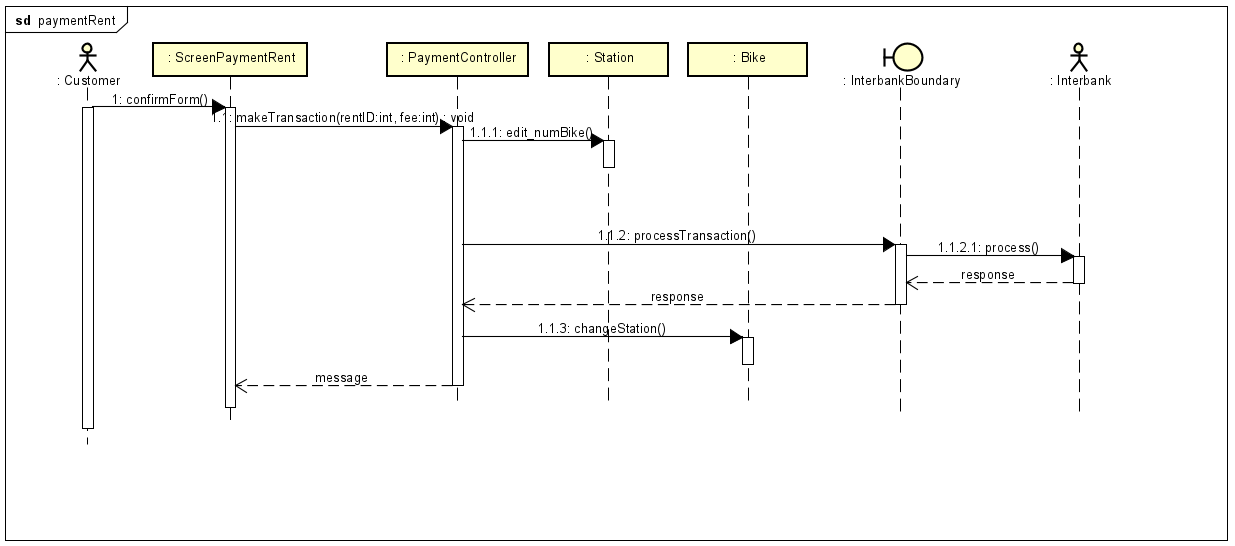 sd paymentRent
: Customer
: ScreenPaymentRent
: PaymentController
: Station
: Bike
: InterbankBoundary
: Interbank
1: confirmForm()
1.1: makeTransaction(rentID:int, fee:int) : void
1.1.1: edit_numBike()
1.1.2: processTransaction()
1.1.2.1: process()
response
response
1.1.3: changeStation()
message